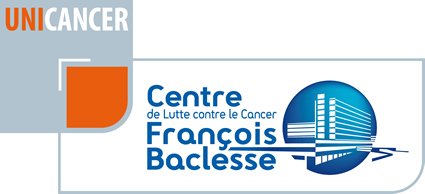 UNICANCER
Centre
de Lutte contre le Cancer
François
Baclesse